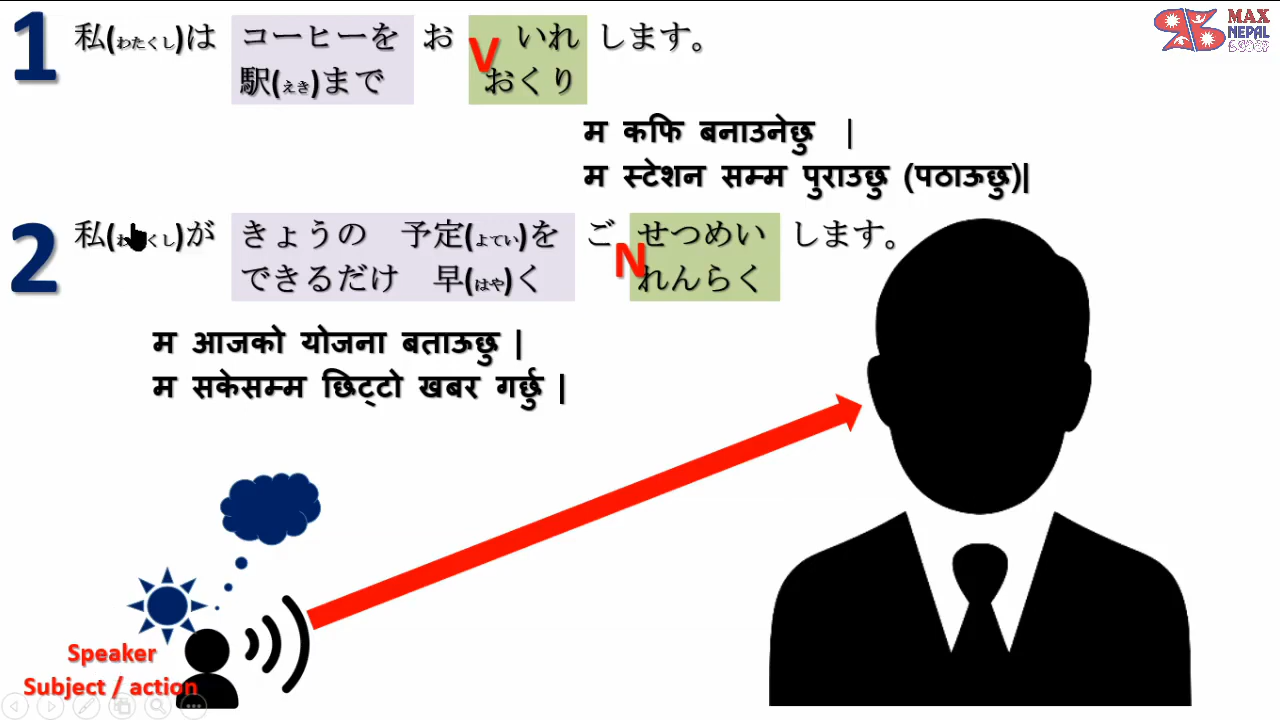 1 私(わたくし)は コーヒーを お いれ します。
駅(えき)まで V おくり
म कफि बनाउनेछु |
म स्टेशन सम्म पुराउछु (पठाऊछु)|
2 私(わたくし)が きょうの 予定(よてい)を ご せつめい します。
できるだけ 早(はや)く N れんらく
म आजको योजना बताऊछु |
म सकेसम्म छिट्टो खबर गर्छु |
Speaker
Subject / action
MAX
NEPAL